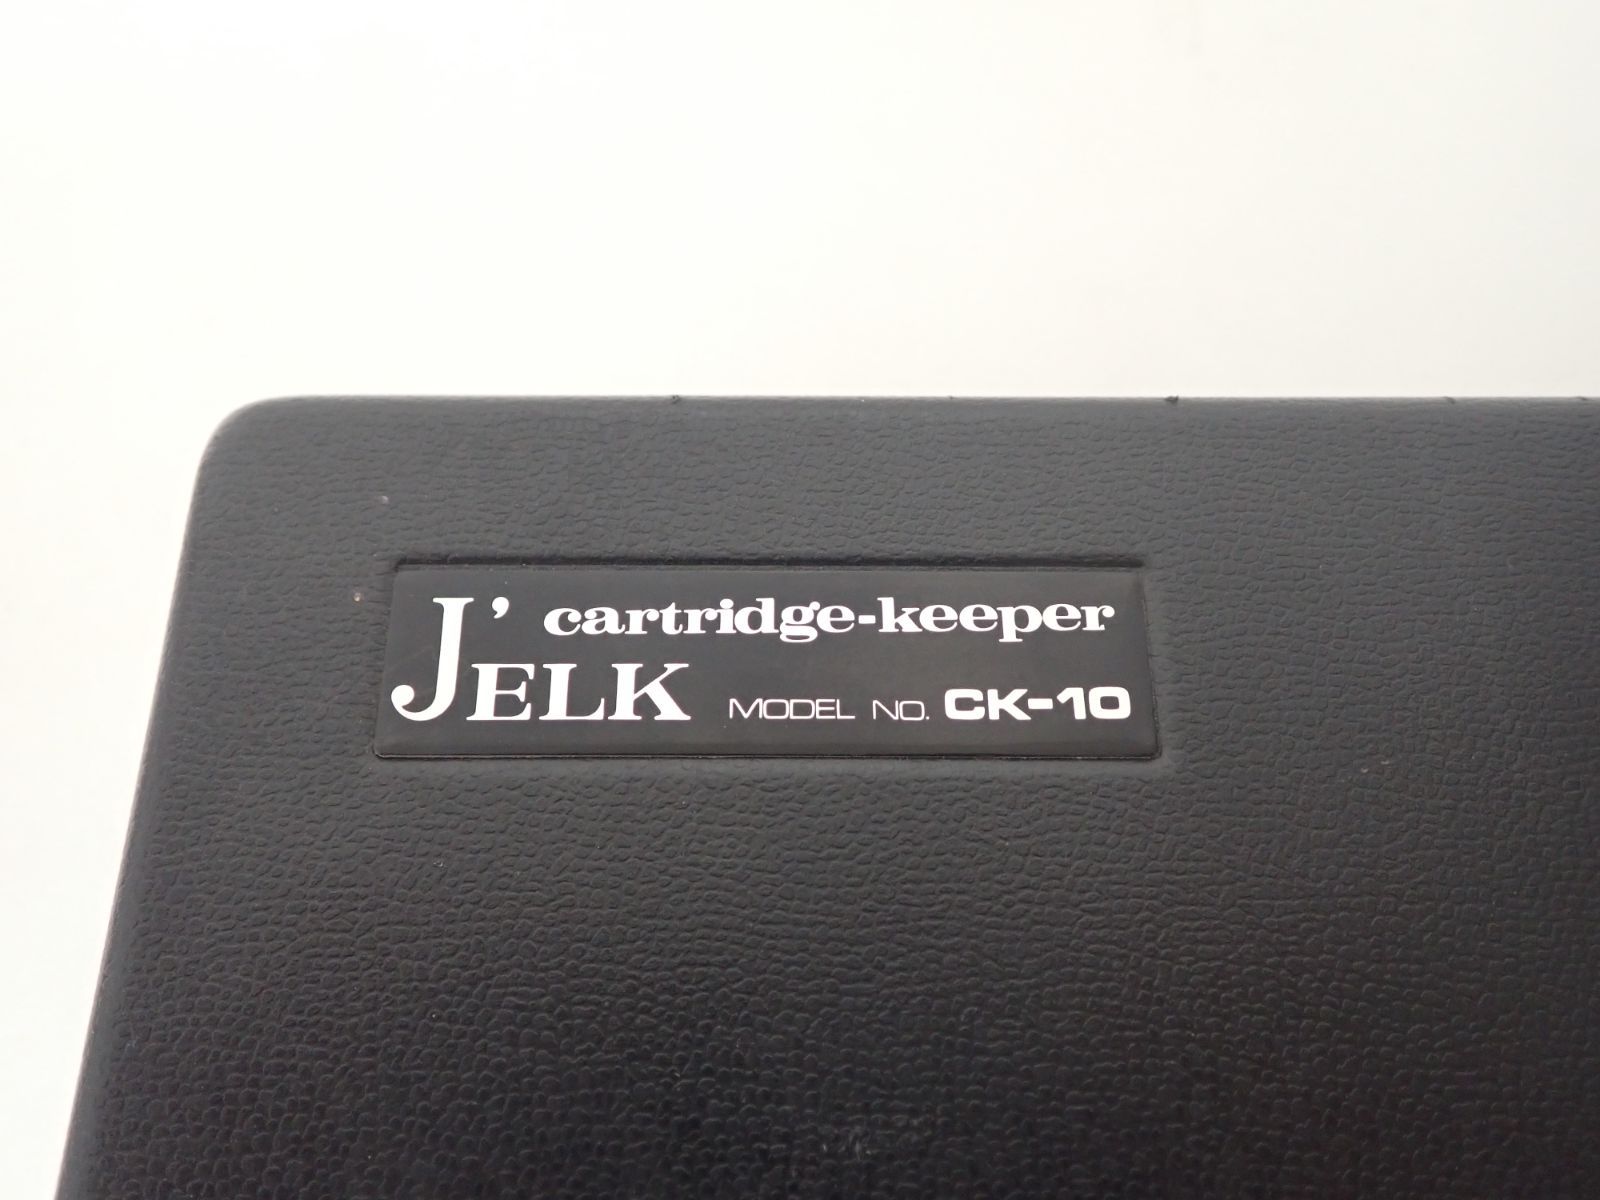 J' cartridge-keeper
JELK MODEL NO. CK-10